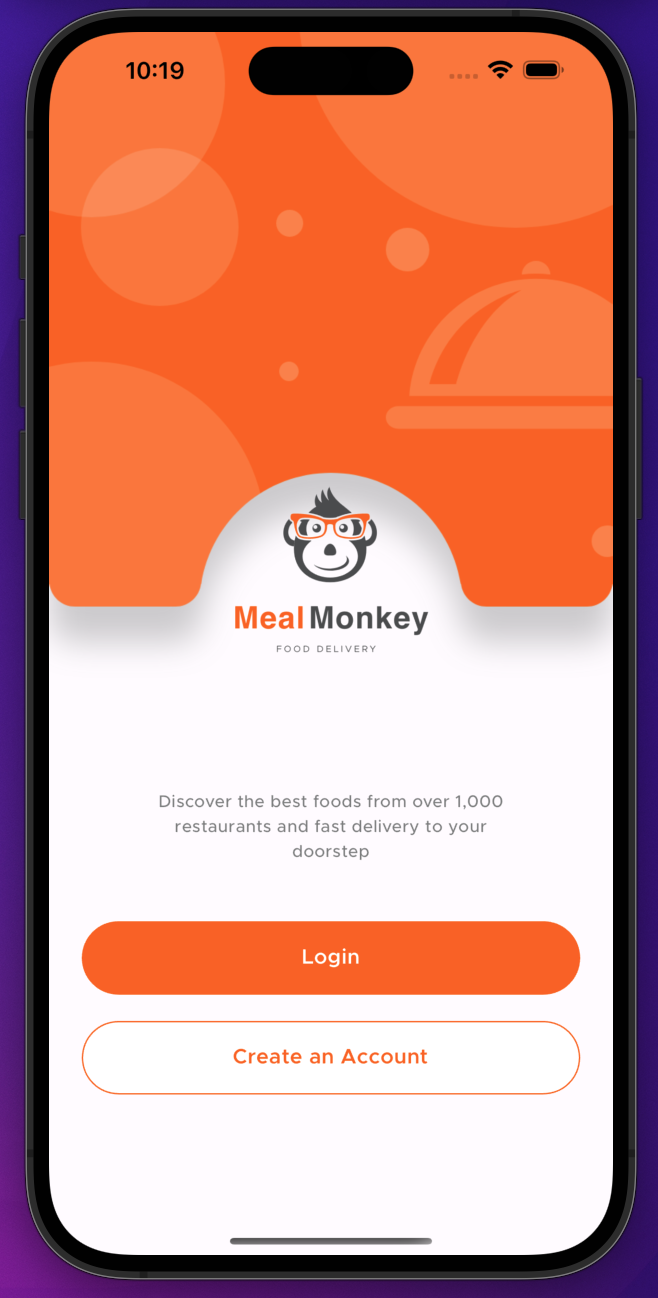 10:19
Meal Monkey
FOOD DELIVERY
Discover the best foods from over 1,000
restaurants and fast delivery to your
doorstep
Login
Create an Account